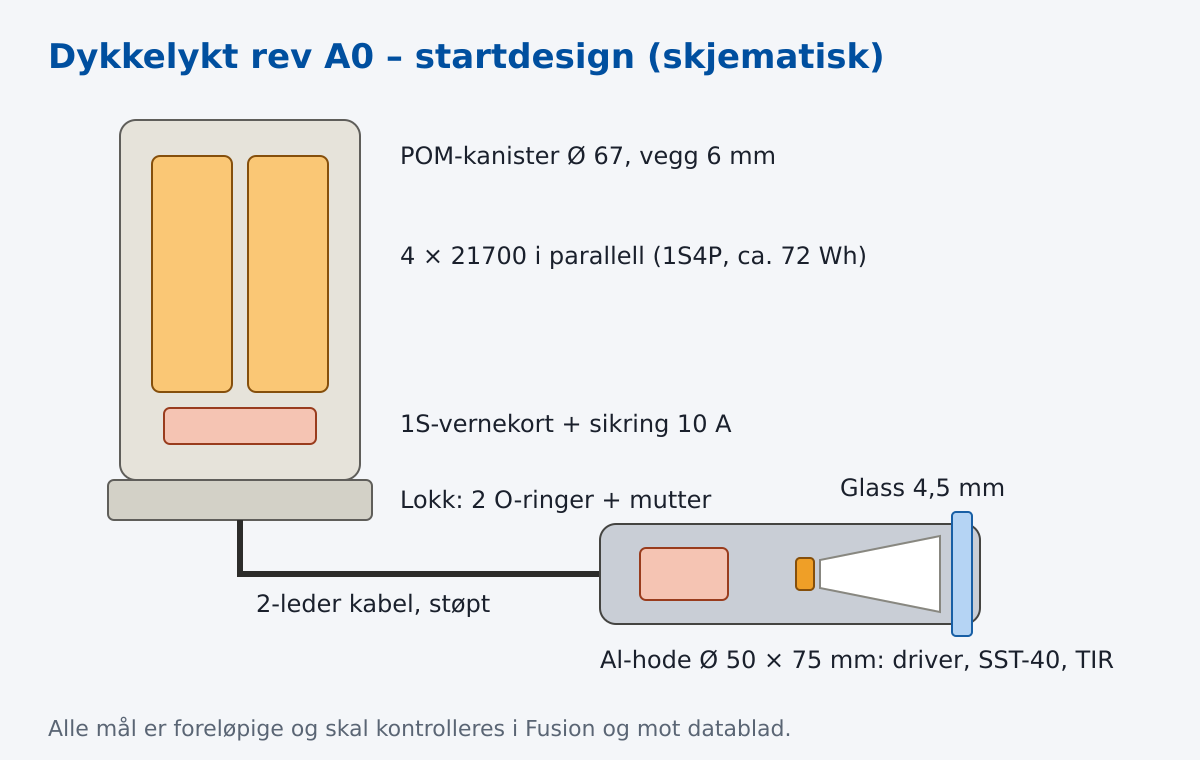 Dykkelykt rev A0 – startdesign (skjematisk)
POM-kanister Ø 67, vegg 6 mm
4 × 21700 i parallell (1S4P, ca. 72 Wh)
1S-vernekort + sikring 10 A
Lokk: 2 O-ringer + mutter
Glass 4,5 mm
2-leder kabel, støpt
Al-hode Ø 50 × 75 mm: driver, SST-40, TIR
Alle mål er foreløpige og skal kontrolleres i Fusion og mot datablad.